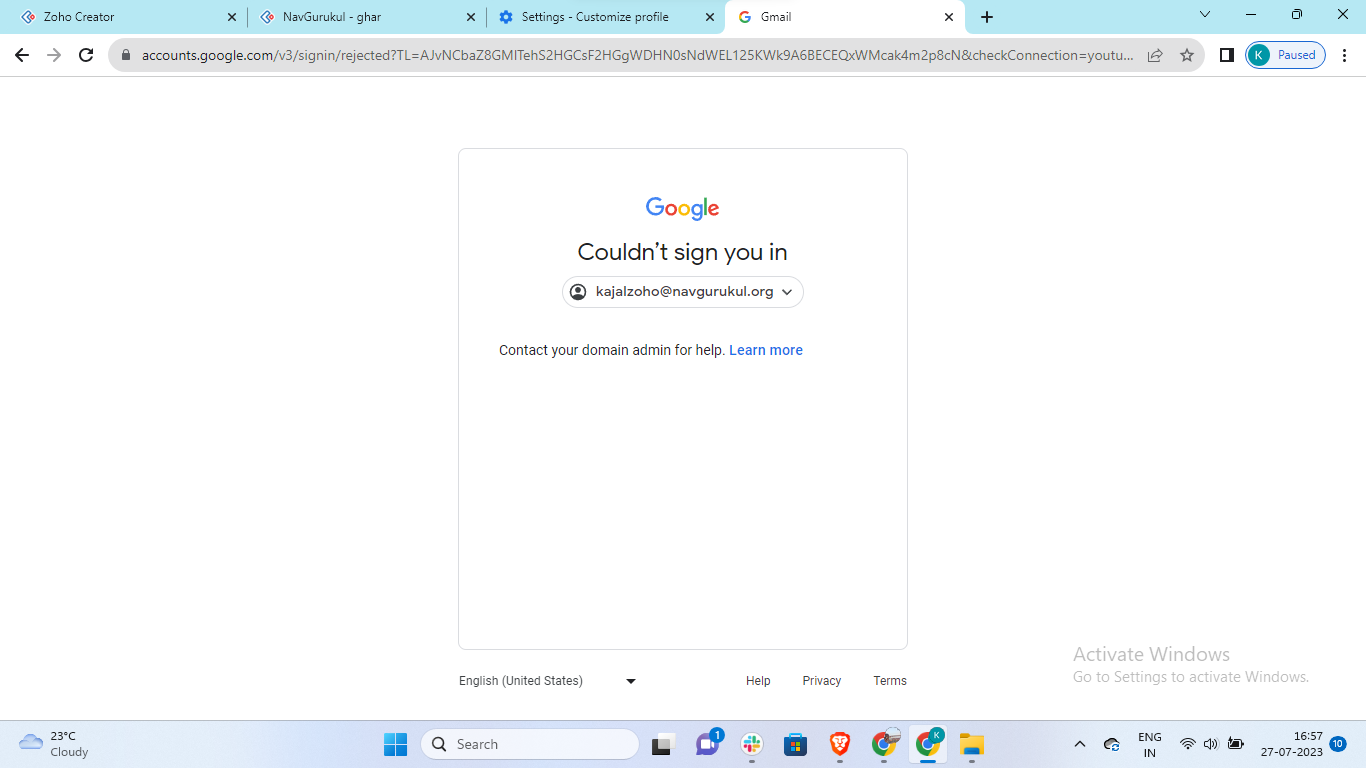 Zoho Creator
NavGurukul - ghar
Settings - Customize profile
Gmail
accounts.google.com/v3/signin/rejected?TL=AJvNCbaZ8GMITehS2HGCsF2HGgWDHN0sNdWEL125KWk9A6BECEQxWMcak4m2p8cN&checkConnection=youtu...
K
Paused
Google
Couldn't sign you in
kajalzoho@navgurukul.org
Contact your domain admin for help. Learn more
English (United States)
Help
Privacy
Terms
Activate Windows
Go to Settings to activate Windows.
23°C
Cloudy
Search
1
K
ENG
IN
16:57
27-07-2023
10